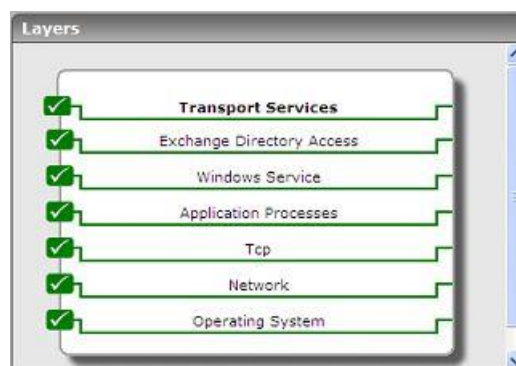 Layers
Transport Services
Exchange Directory Access
Windows Service
Application Processes
Tcp
Network
Operating System